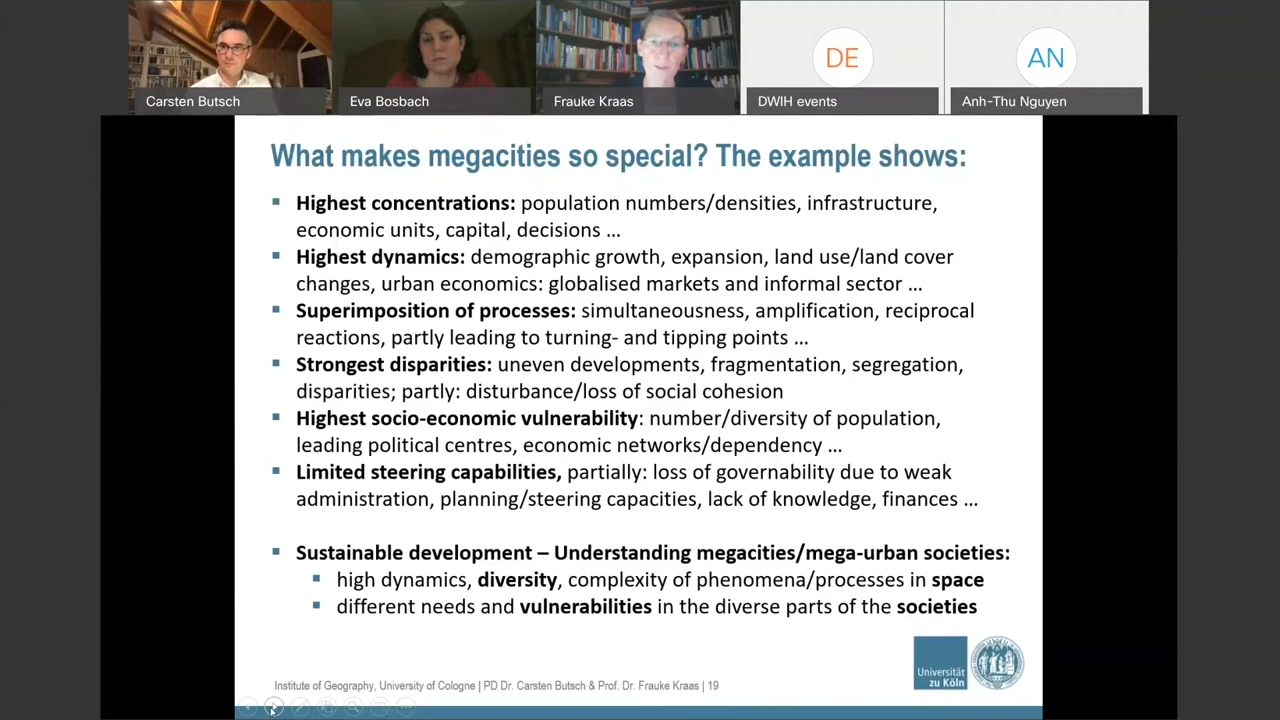 DE
AN
Carsten Butsch
Eva Bosbach
Frauke Kraas
DWIH events
Anh-Thu Nguyen
What makes megacities so special? The example shows:
Highest concentrations: population numbers/densities, infrastructure,
economic units, capital, decisions ...
Highest dynamics: demographic growth, expansion, land use/land cover
changes, urban economics: globalised markets and informal sector ...
Superimposition of processes: simultaneousness, amplification, reciprocal
reactions, partly leading to turning- and tipping points ...
Strongest disparities: uneven developments, fragmentation, segregation,
disparities; partly: disturbance/loss of social cohesion
Highest socio-economic vulnerability: number/diversity of population,
leading political centres, economic networks/dependency ...
Limited steering capabilities, partially: loss of governability due to weak
administration, planning/steering capacities, lack of knowledge, finances ...
Sustainable development – Understanding megacities/mega-urban societies:
high dynamics, diversity, complexity of phenomena/processes in space
different needs and vulnerabilities in the diverse parts of the societies
Universität
zu Köln
Institute of Geography, University of Cologne | PD Dr. Carsten Butsch & Prof. Dr. Frauke Kraas | 19